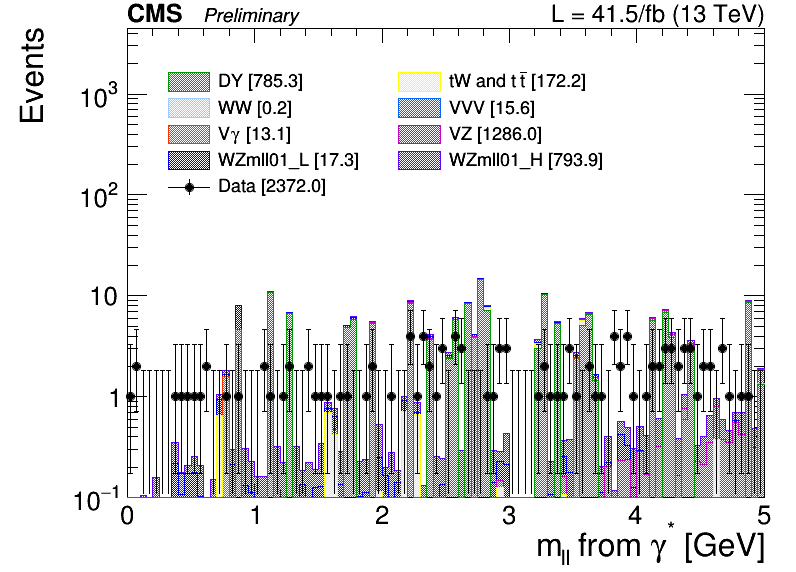 CMS Preliminary L = 41.5/fb (13 TeV)
Events
DY [785.3] tW and tt̅ [172.2]
WW [0.2] VVV [15.6]
Vγ [13.1] VZ [1286.0]
WZmll01_L [17.3] WZmll01_H [793.9]
Data [2372.0]
10³
10²
10
1
10⁻¹
0 1 2 3 4 5
m_ll from γ* [GeV]